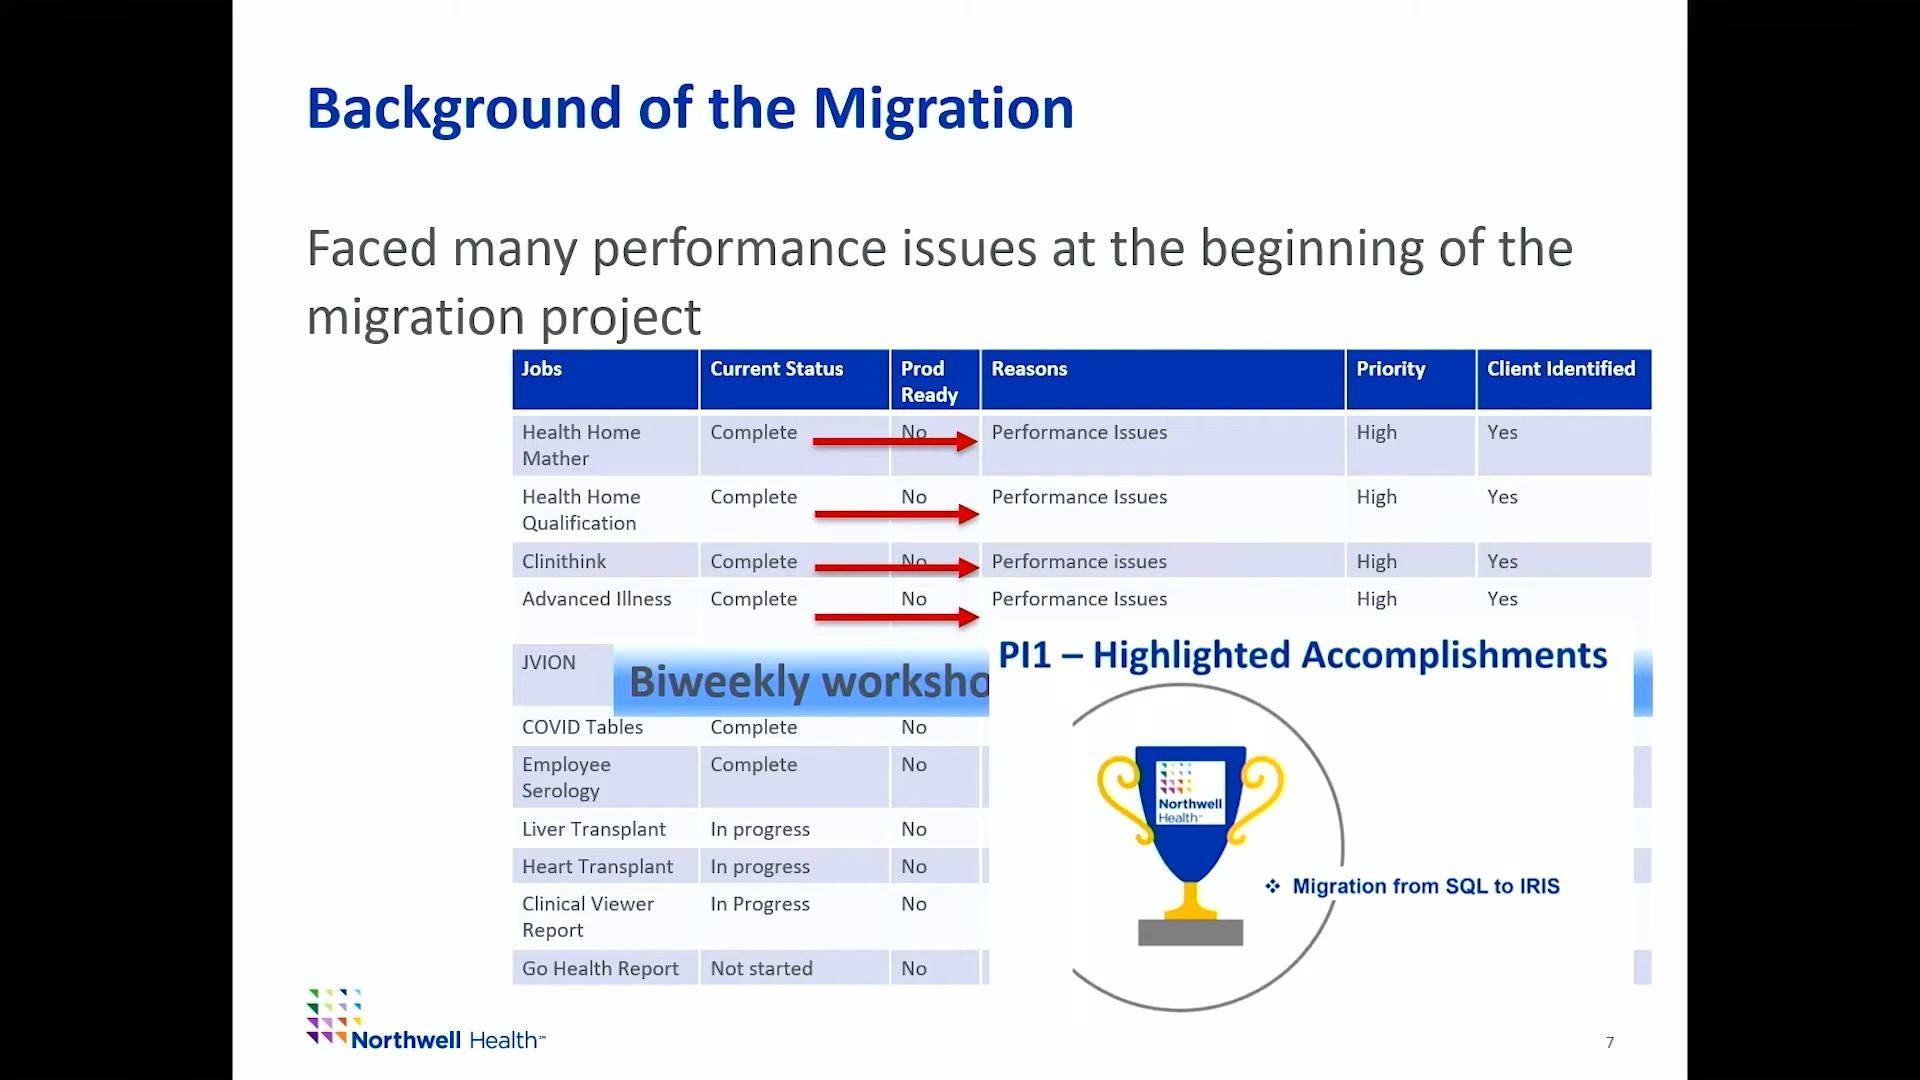 Background of the Migration
Faced many performance issues at the beginning of the
migration project
Jobs Current Status Prod Ready Reasons Priority Client Identified
Health Home Mather Complete No Performance Issues High Yes
Health Home Qualification Complete No Performance Issues High Yes
Clinithink Complete No Performance issues High Yes
Advanced Illness Complete No Performance Issues High Yes
JVION
Biweekly worksho
PI1 – Highlighted Accomplishments
COVID Tables Complete No
Employee Serology Complete No
Liver Transplant In progress No
Heart Transplant In progress No
Clinical Viewer Report In Progress No
Go Health Report Not started No
Northwell
Health™
❖ Migration from SQL to IRIS
Northwell Health™
7